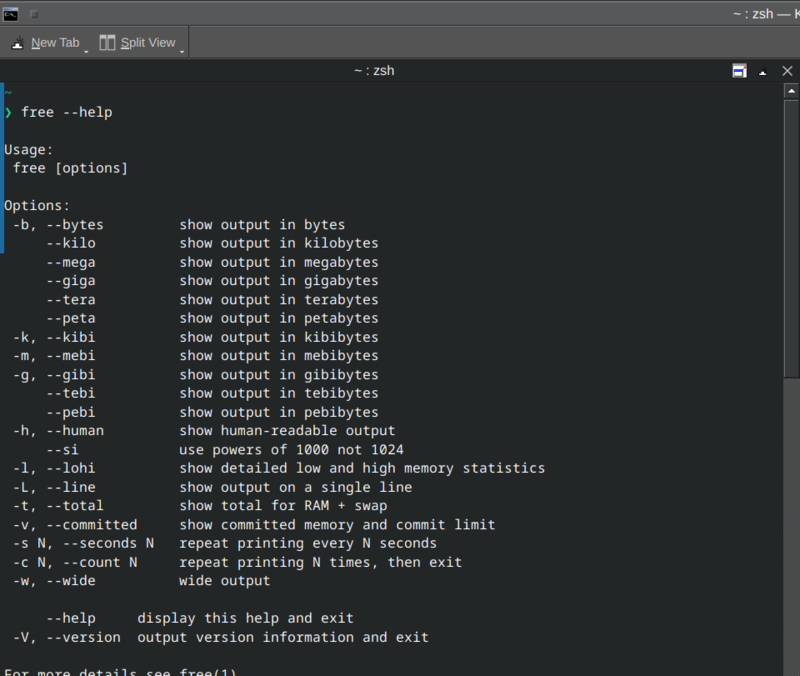 ~ : zsh — K
New Tab Split View
~ : zsh
~
❯ free --help
Usage:
free [options]
Options:
-b, --bytes show output in bytes
--kilo show output in kilobytes
--mega show output in megabytes
--giga show output in gigabytes
--tera show output in terabytes
--peta show output in petabytes
-k, --kibi show output in kibibytes
-m, --mebi show output in mebibytes
-g, --gibi show output in gibibytes
--tebi show output in tebibytes
--pebi show output in pebibytes
-h, --human show human-readable output
--si use powers of 1000 not 1024
-l, --lohi show detailed low and high memory statistics
-L, --line show output on a single line
-t, --total show total for RAM + swap
-v, --committed show committed memory and commit limit
-s N, --seconds N repeat printing every N seconds
-c N, --count N repeat printing N times, then exit
-w, --wide wide output
--help display this help and exit
-V, --version output version information and exit
For more details see free(1).